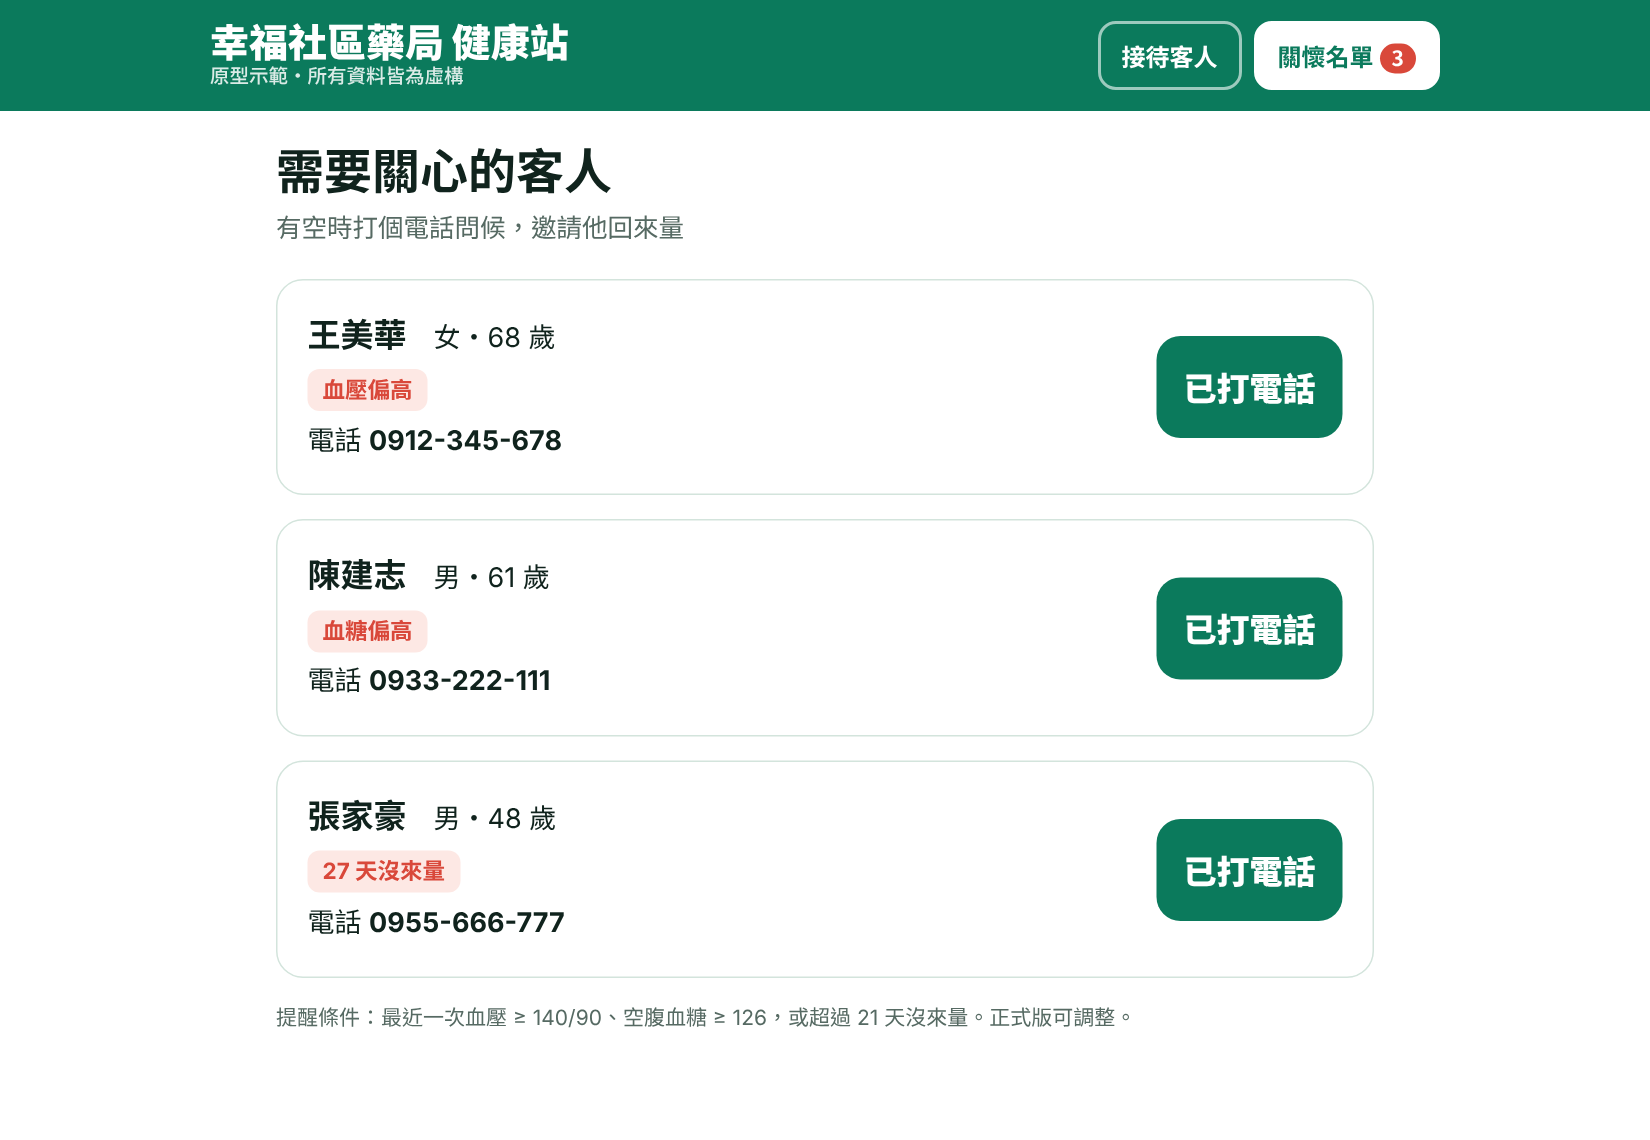 幸福社區藥局 健康站
原型示範・所有資料皆為虛構
接待客人
關懷名單 3
需要關心的客人
有空時打個電話問候，邀請他回來量
王美華 女・68 歲
血壓偏高
電話 0912-345-678
已打電話
陳建志 男・61 歲
血糖偏高
電話 0933-222-111
已打電話
張家豪 男・48 歲
27 天沒來量
電話 0955-666-777
已打電話
提醒條件：最近一次血壓 ≥ 140/90、空腹血糖 ≥ 126，或超過 21 天沒來量。正式版可調整。